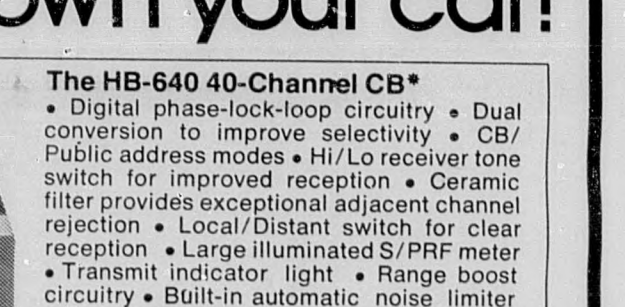 own your car!
The HB-640 40-Channel CB*
• Digital phase-lock-loop circuitry • Dual
conversion to improve selectivity • CB/
Public address modes • Hi/Lo receiver tone
switch for improved reception • Ceramic
filter provides exceptional adjacent channel
rejection • Local/Distant switch for clear
reception • Large illuminated S/PRF meter
• Transmit indicator light • Range boost
circuitry • Built-in automatic noise limiter